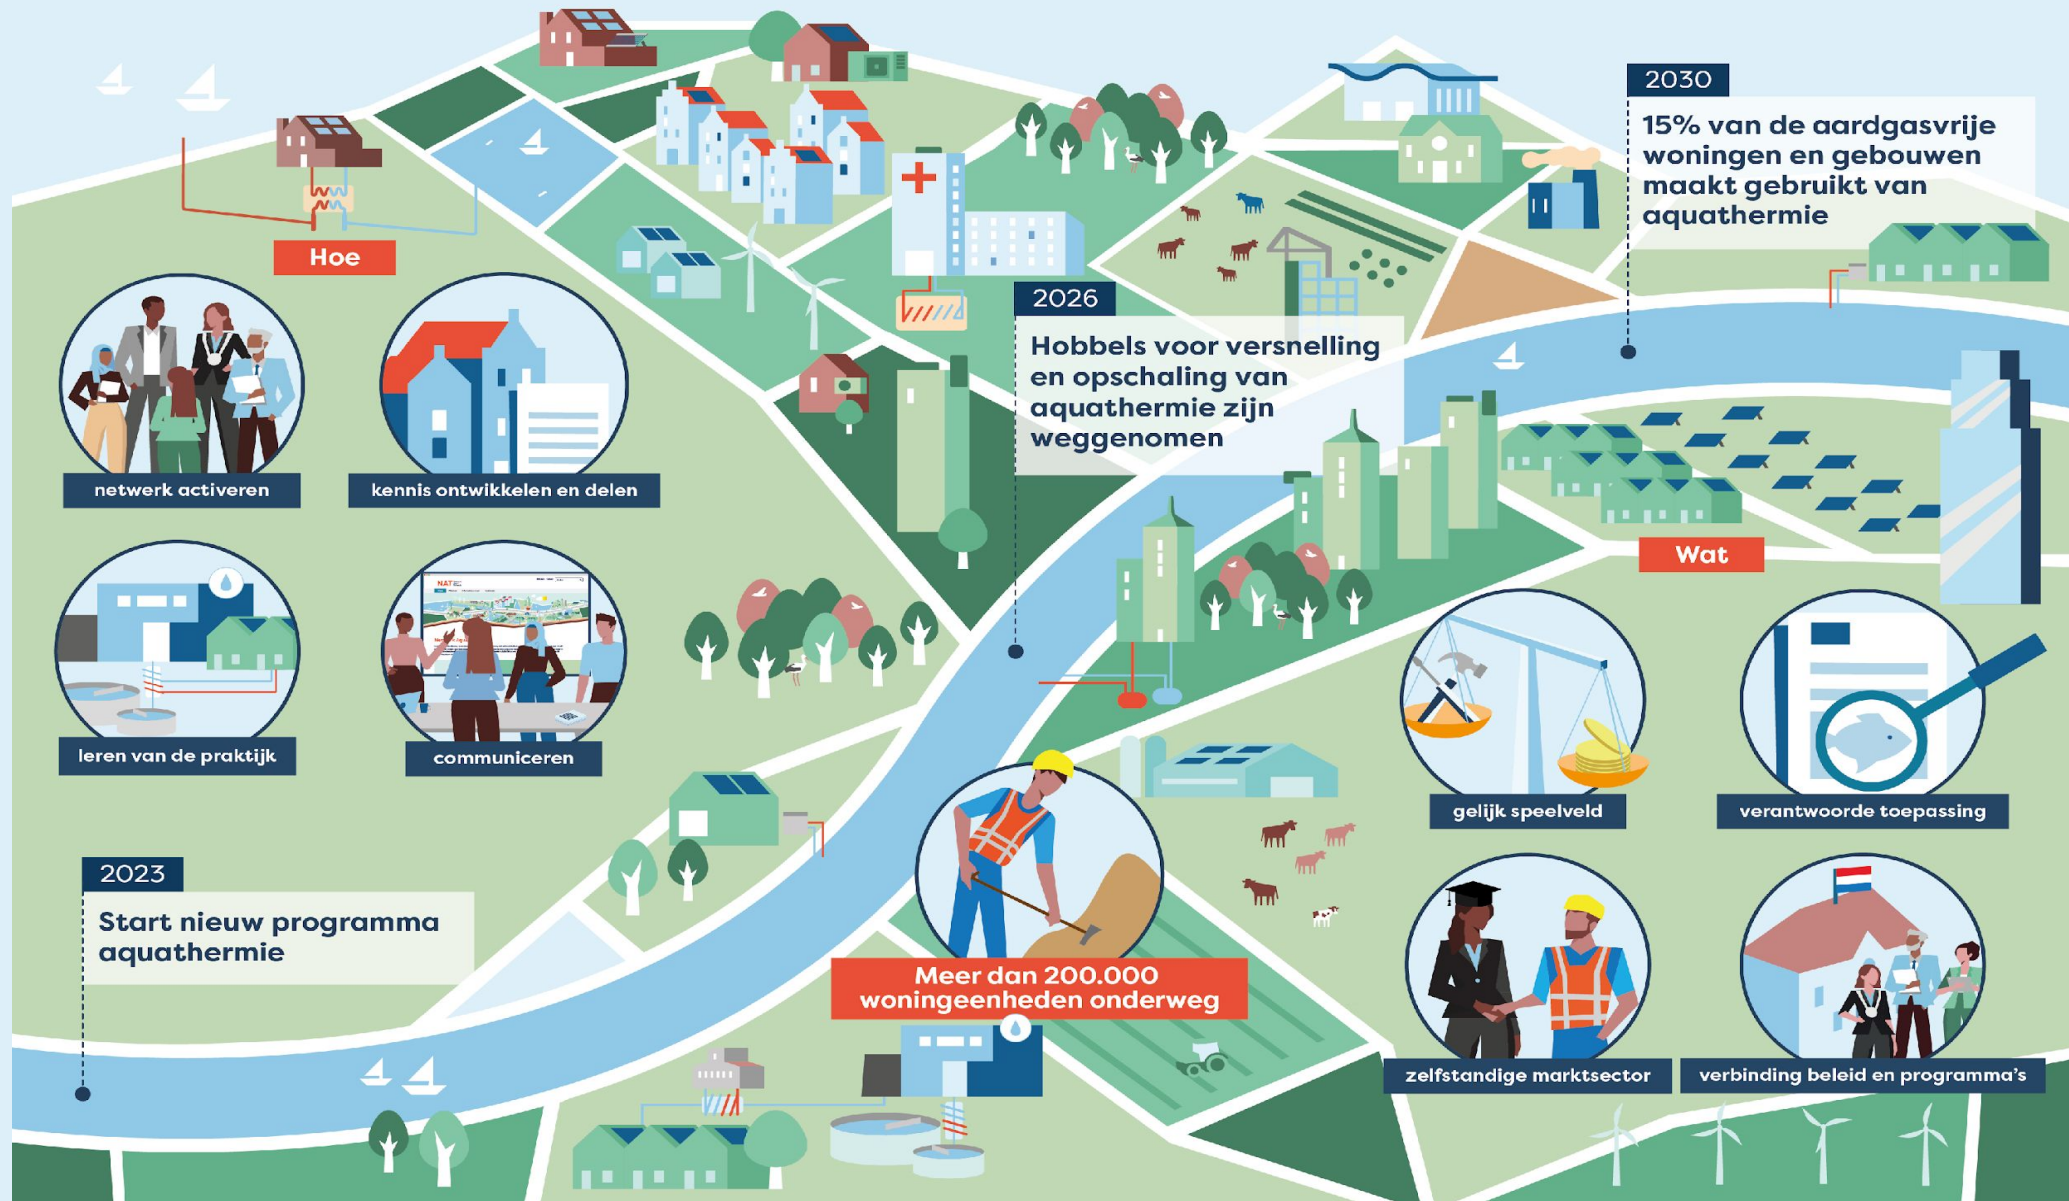 2030
15% van de aardgasvrije
woningen en gebouwen
maakt gebruikt van
aquathermie
Hoe
2026
Hobbels voor versnelling
en opschaling van
aquathermie zijn
weggenomen
netwerk activeren
kennis ontwikkelen en delen
Wat
NAT
leren van de praktijk
communiceren
gelijk speelveld
verantwoorde toepassing
2023
Start nieuw programma
aquathermie
Meer dan 200.000
woningeenheden onderweg
zelfstandige marktsector
verbinding beleid en programma's